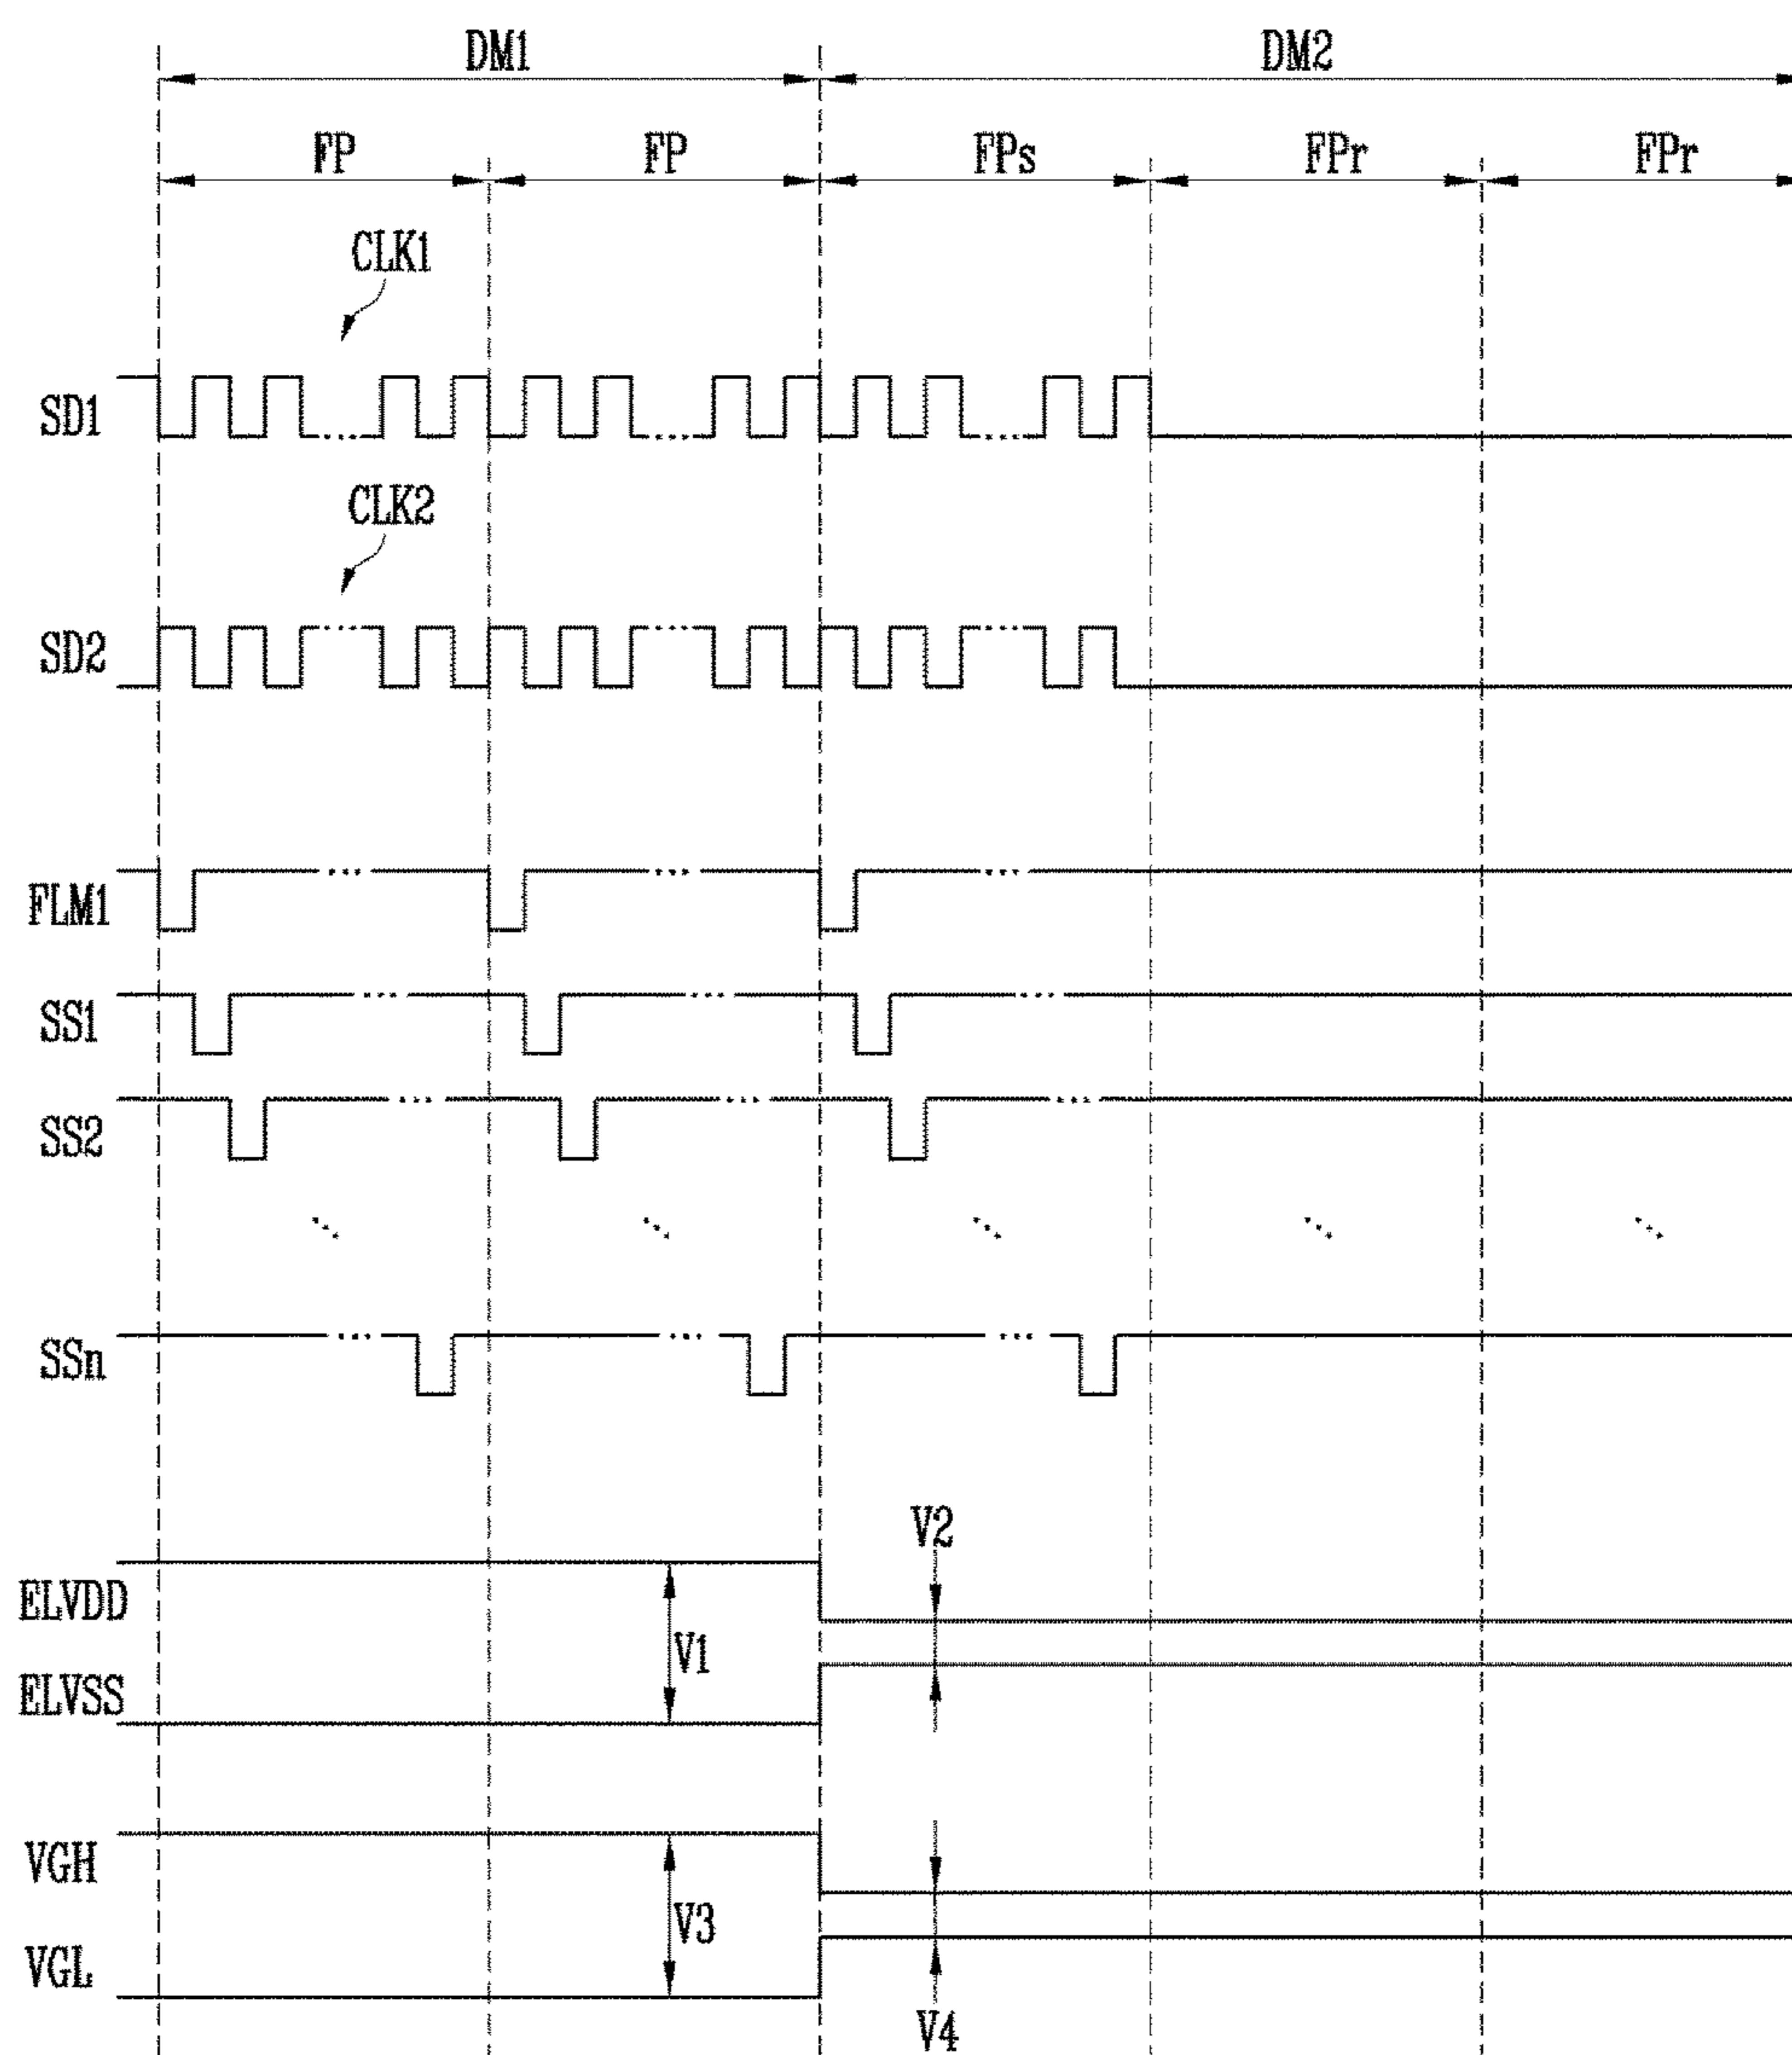 DM1 DM2
FP FP FPs FPr FPr
CLK1
SD1
CLK2
SD2
FLM1
SS1
SS2
SSn
V2
ELVDD
V1
ELVSS
VGH
V3
VGL
V4